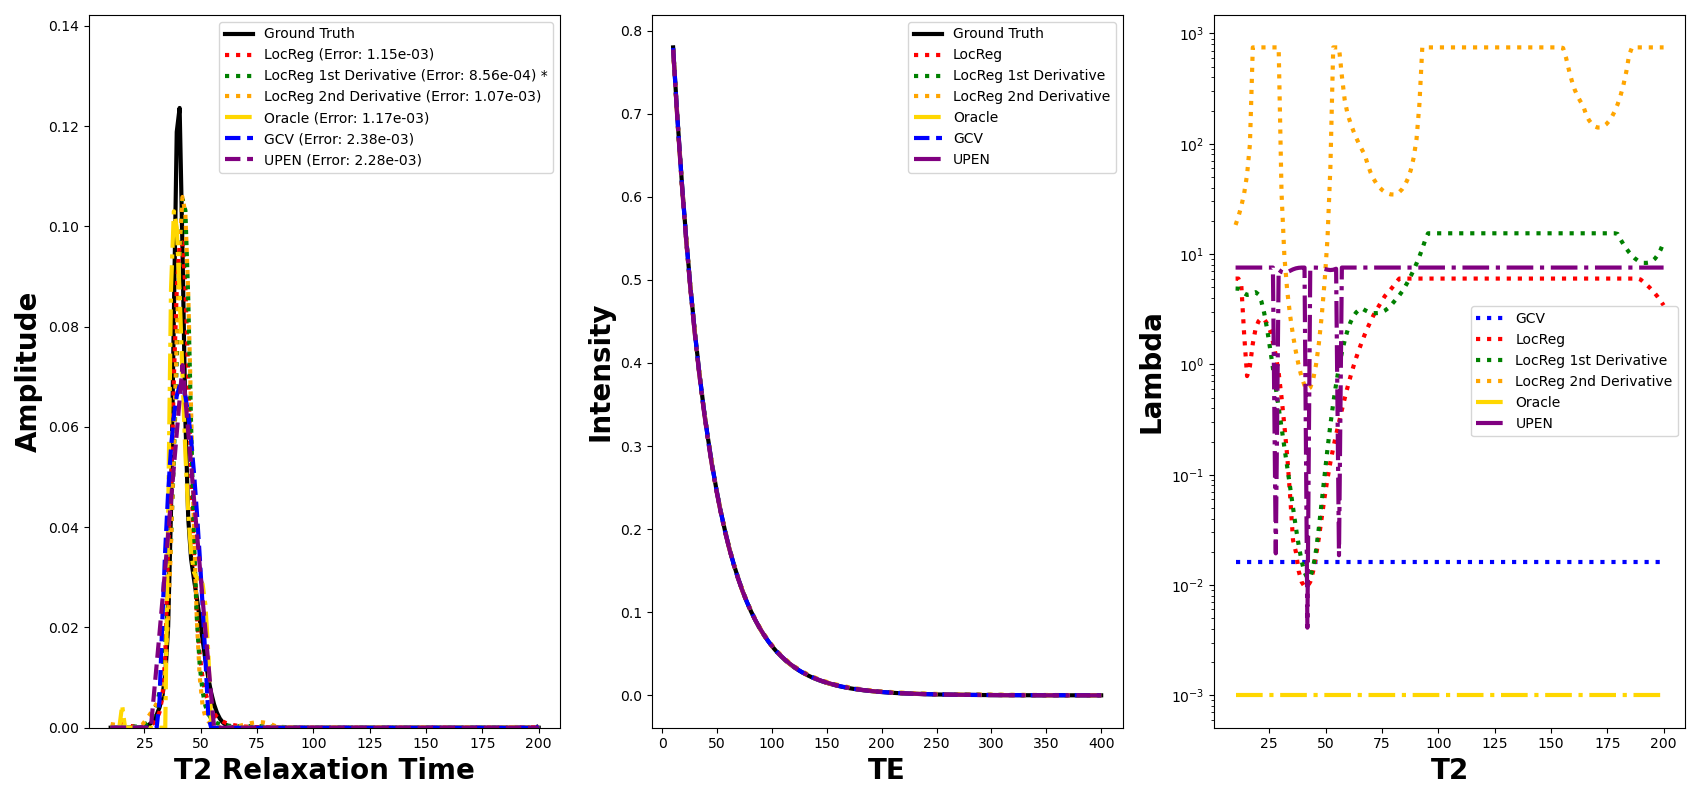 0.14
0.12
0.10
0.08
0.06
0.04
0.02
0.00
Amplitude
25 50 75 100 125 150 175 200
T2 Relaxation Time
Ground Truth
LocReg (Error: 1.15e-03)
LocReg 1st Derivative (Error: 8.56e-04) *
LocReg 2nd Derivative (Error: 1.07e-03)
Oracle (Error: 1.17e-03)
GCV (Error: 2.38e-03)
UPEN (Error: 2.28e-03)
0.8
0.7
0.6
0.5
0.4
0.3
0.2
0.1
0.0
Intensity
0 50 100 150 200 250 300 350 400
TE
Ground Truth
LocReg
LocReg 1st Derivative
LocReg 2nd Derivative
Oracle
GCV
UPEN
10³
10²
10¹
10⁰
10⁻¹
10⁻²
10⁻³
Lambda
25 50 75 100 125 150 175 200
T2
GCV
LocReg
LocReg 1st Derivative
LocReg 2nd Derivative
Oracle
UPEN